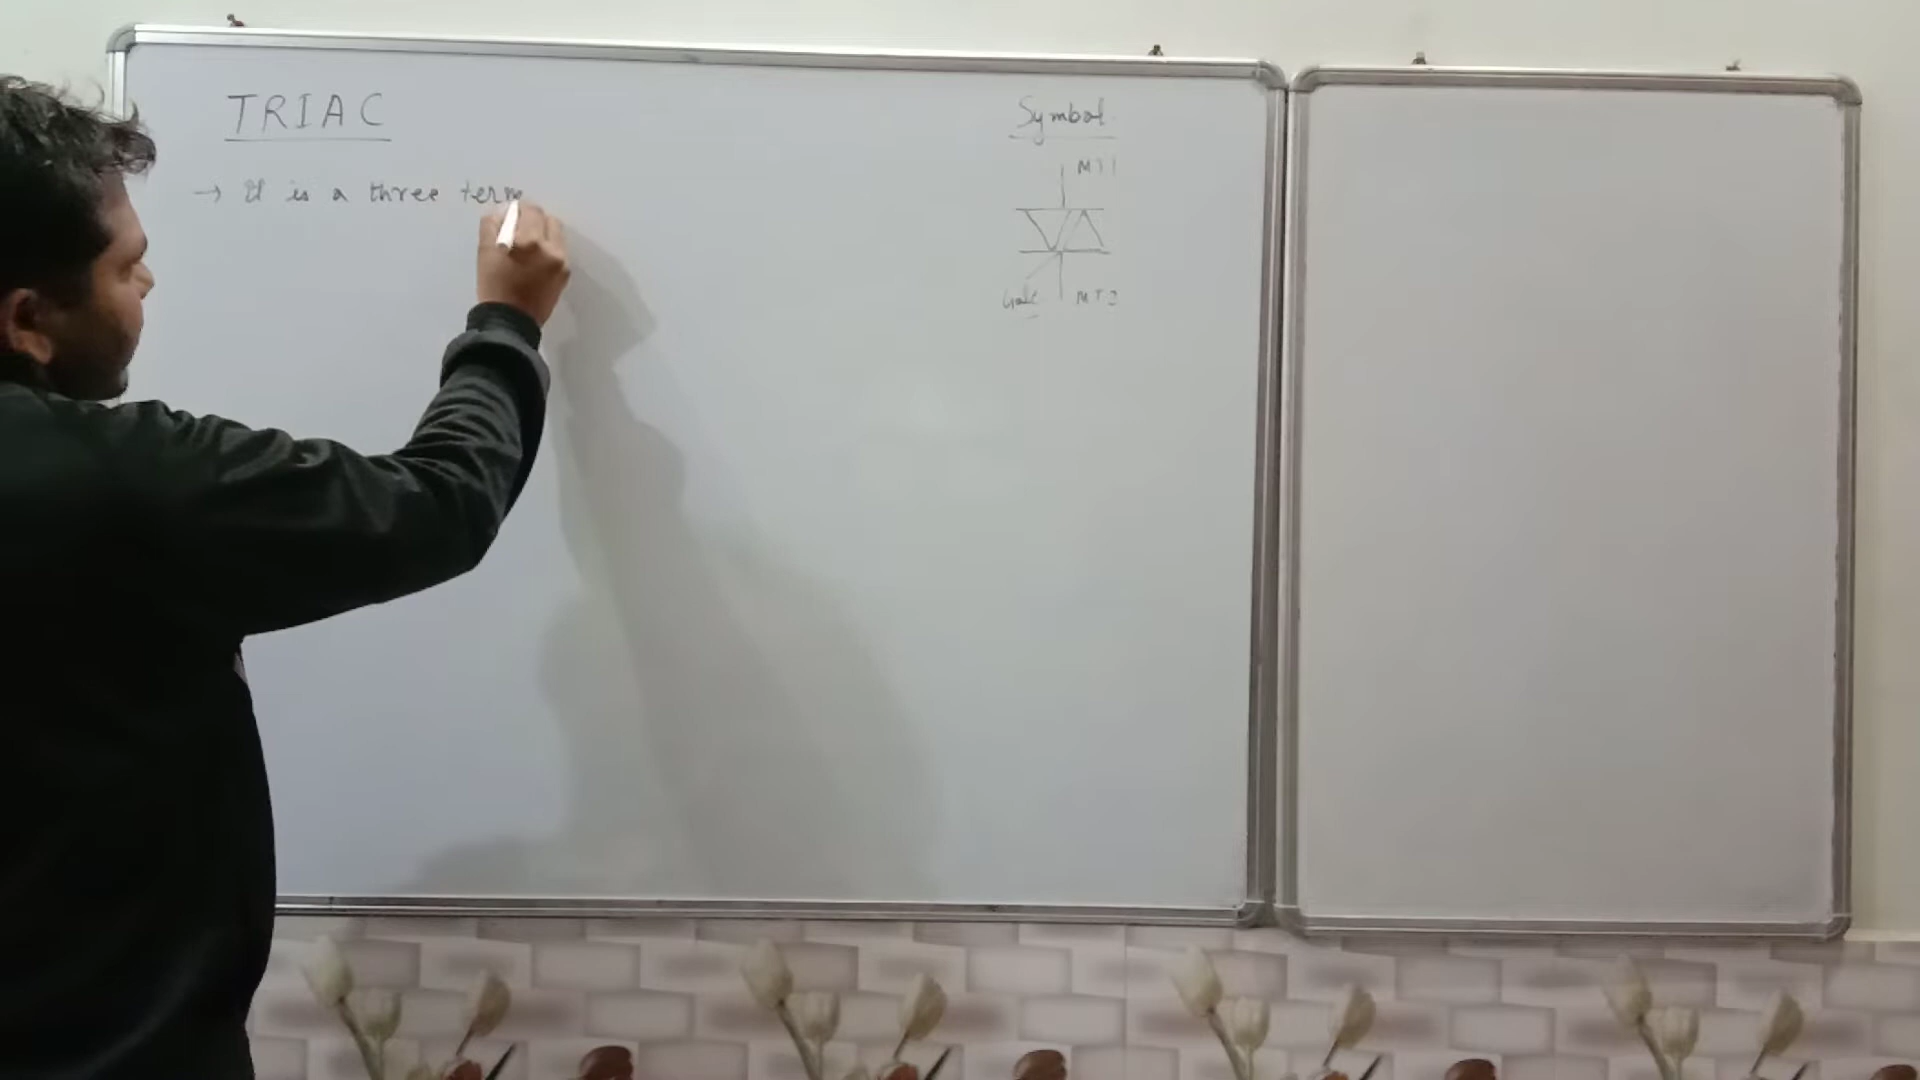 TRIAC
→ It is a three term
Symbol
MT1
Gate MT2